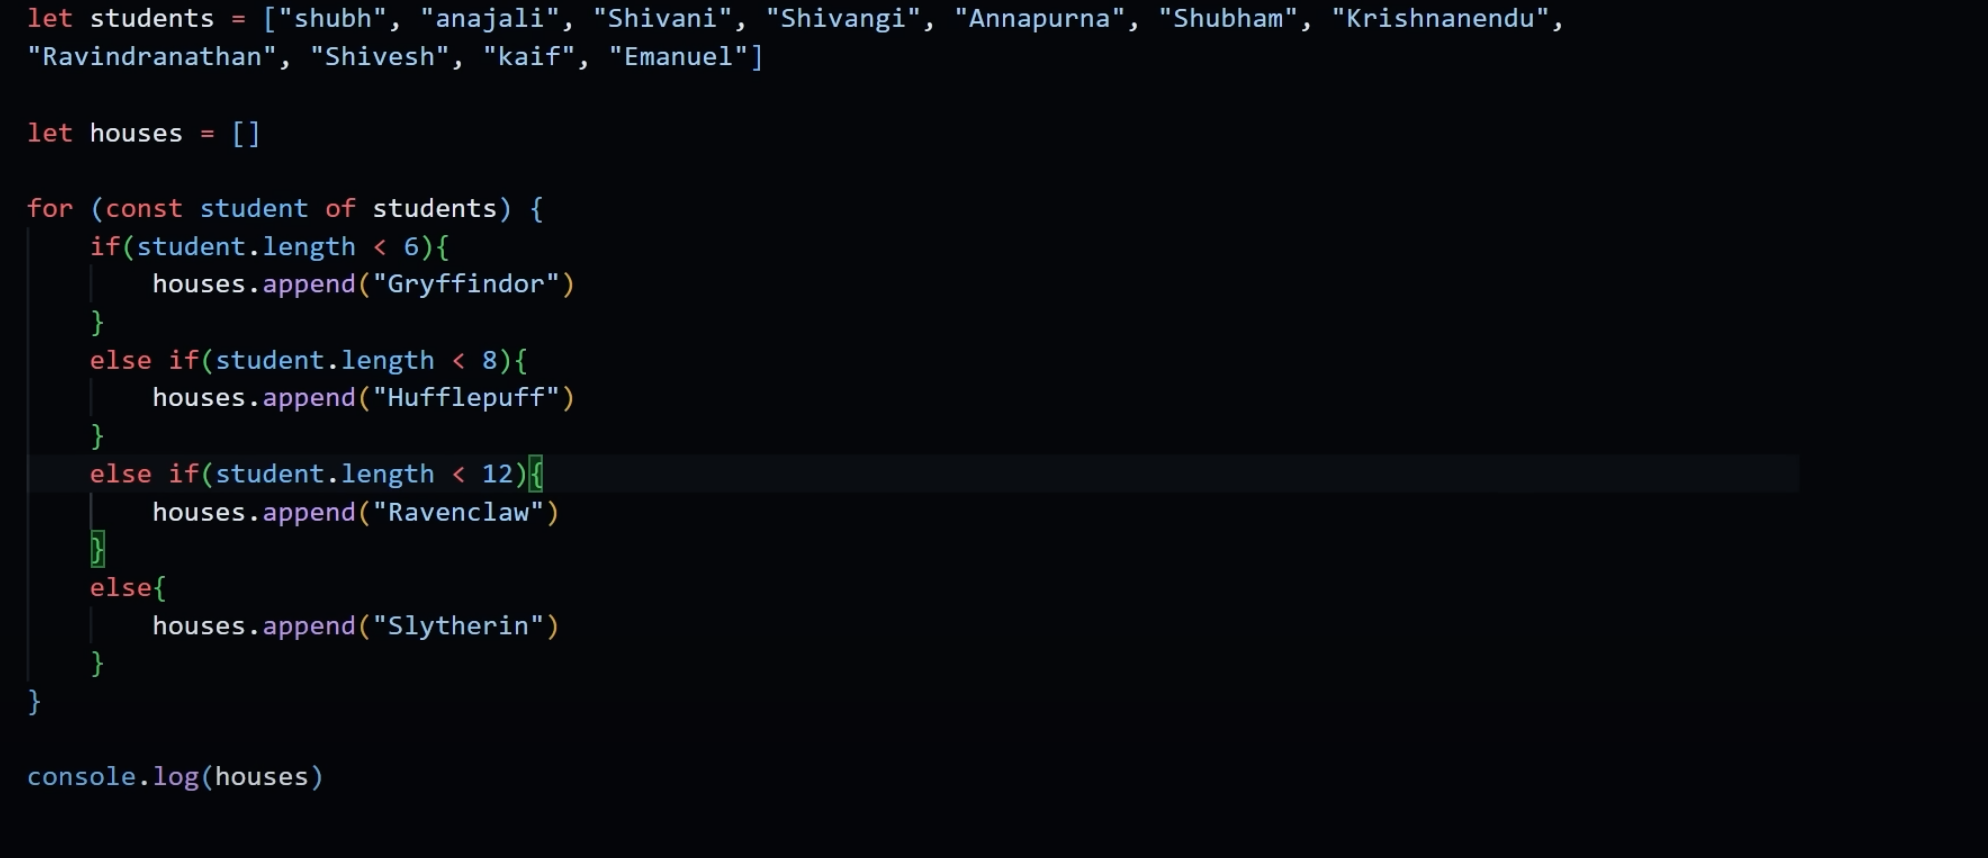 let students = ["shubh", "anajali", "Shivani", "Shivangi", "Annapurna", "Shubham", "Krishnanendu",
"Ravindranathan", "Shivesh", "kaif", "Emanuel"]
let houses = []
for (const student of students) {
if(student.length < 6){
houses.append("Gryffindor")
}
else if(student.length < 8){
houses.append("Hufflepuff")
}
else if(student.length < 12){
houses.append("Ravenclaw")
}
else{
houses.append("Slytherin")
}
}
console.log(houses)